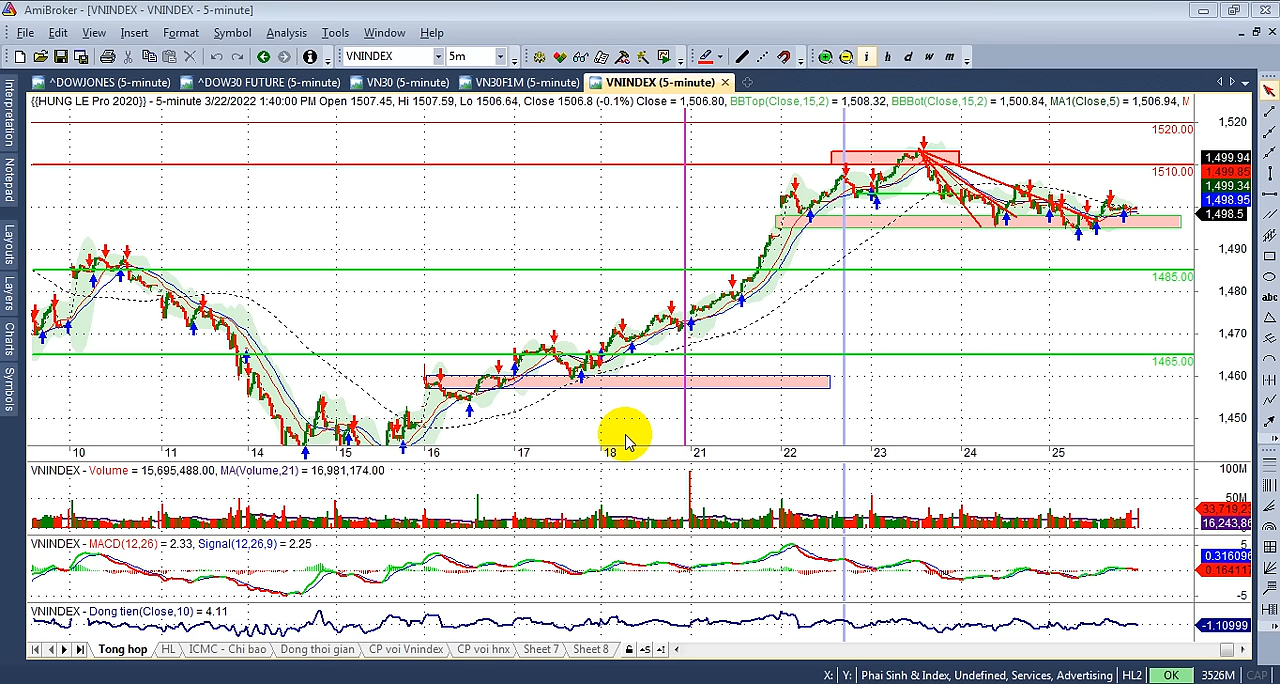 AmiBroker - [VNINDEX - VNINDEX - 5-minute]
File Edit View Insert Format Symbol Analysis Tools Window Help
VNINDEX 5m i h d w m
^DOWJONES (5-minute) ^DOW30 FUTURE (5-minute) VN30 (5-minute) VN30F1M (5-minute) VNINDEX (5-minute)
{{HUNG LE Pro 2020}} - 5-minute 3/22/2022 1:40:00 PM Open 1507.45, Hi 1507.59, Lo 1506.64, Close 1506.8 (-0.1%) Close = 1,506.80, BBTop(Close,15,2) = 1,508.32, BBBot(Close,15,2) = 1,500.84, MA1(Close,5) = 1,506.94, M
Interpretation
Notepad
Layouts
Layers
Charts
Symbols
1,520
1520.00
1,499.94
1510.00
1,499.85
1,499.34
1,498.95
1,498.5
1,490
1485.00
1,480
1,470
1465.00
1,460
1,450
abc
10 11 14 15 16 17 18 21 22 23 24 25
VNINDEX - Volume = 15,695,488.00, MA(Volume,21) = 16,981,174.00
100M
50M
33,719,23
16,243,86
VNINDEX - MACD(12,26) = 2.33, Signal(12,26,9) = 2.25
5
0.316096
0.164117
-5
VNINDEX - Dong tien(Close,10) = 4.11
-1.10999
Tong hop HL ICMC - Chi bao Dong thoi gian CP voi Vnindex CP voi hnx Sheet 7 Sheet 8
X: Y: Phai Sinh & Index, Undefined, Services, Advertising HL2 OK 3526M CAP